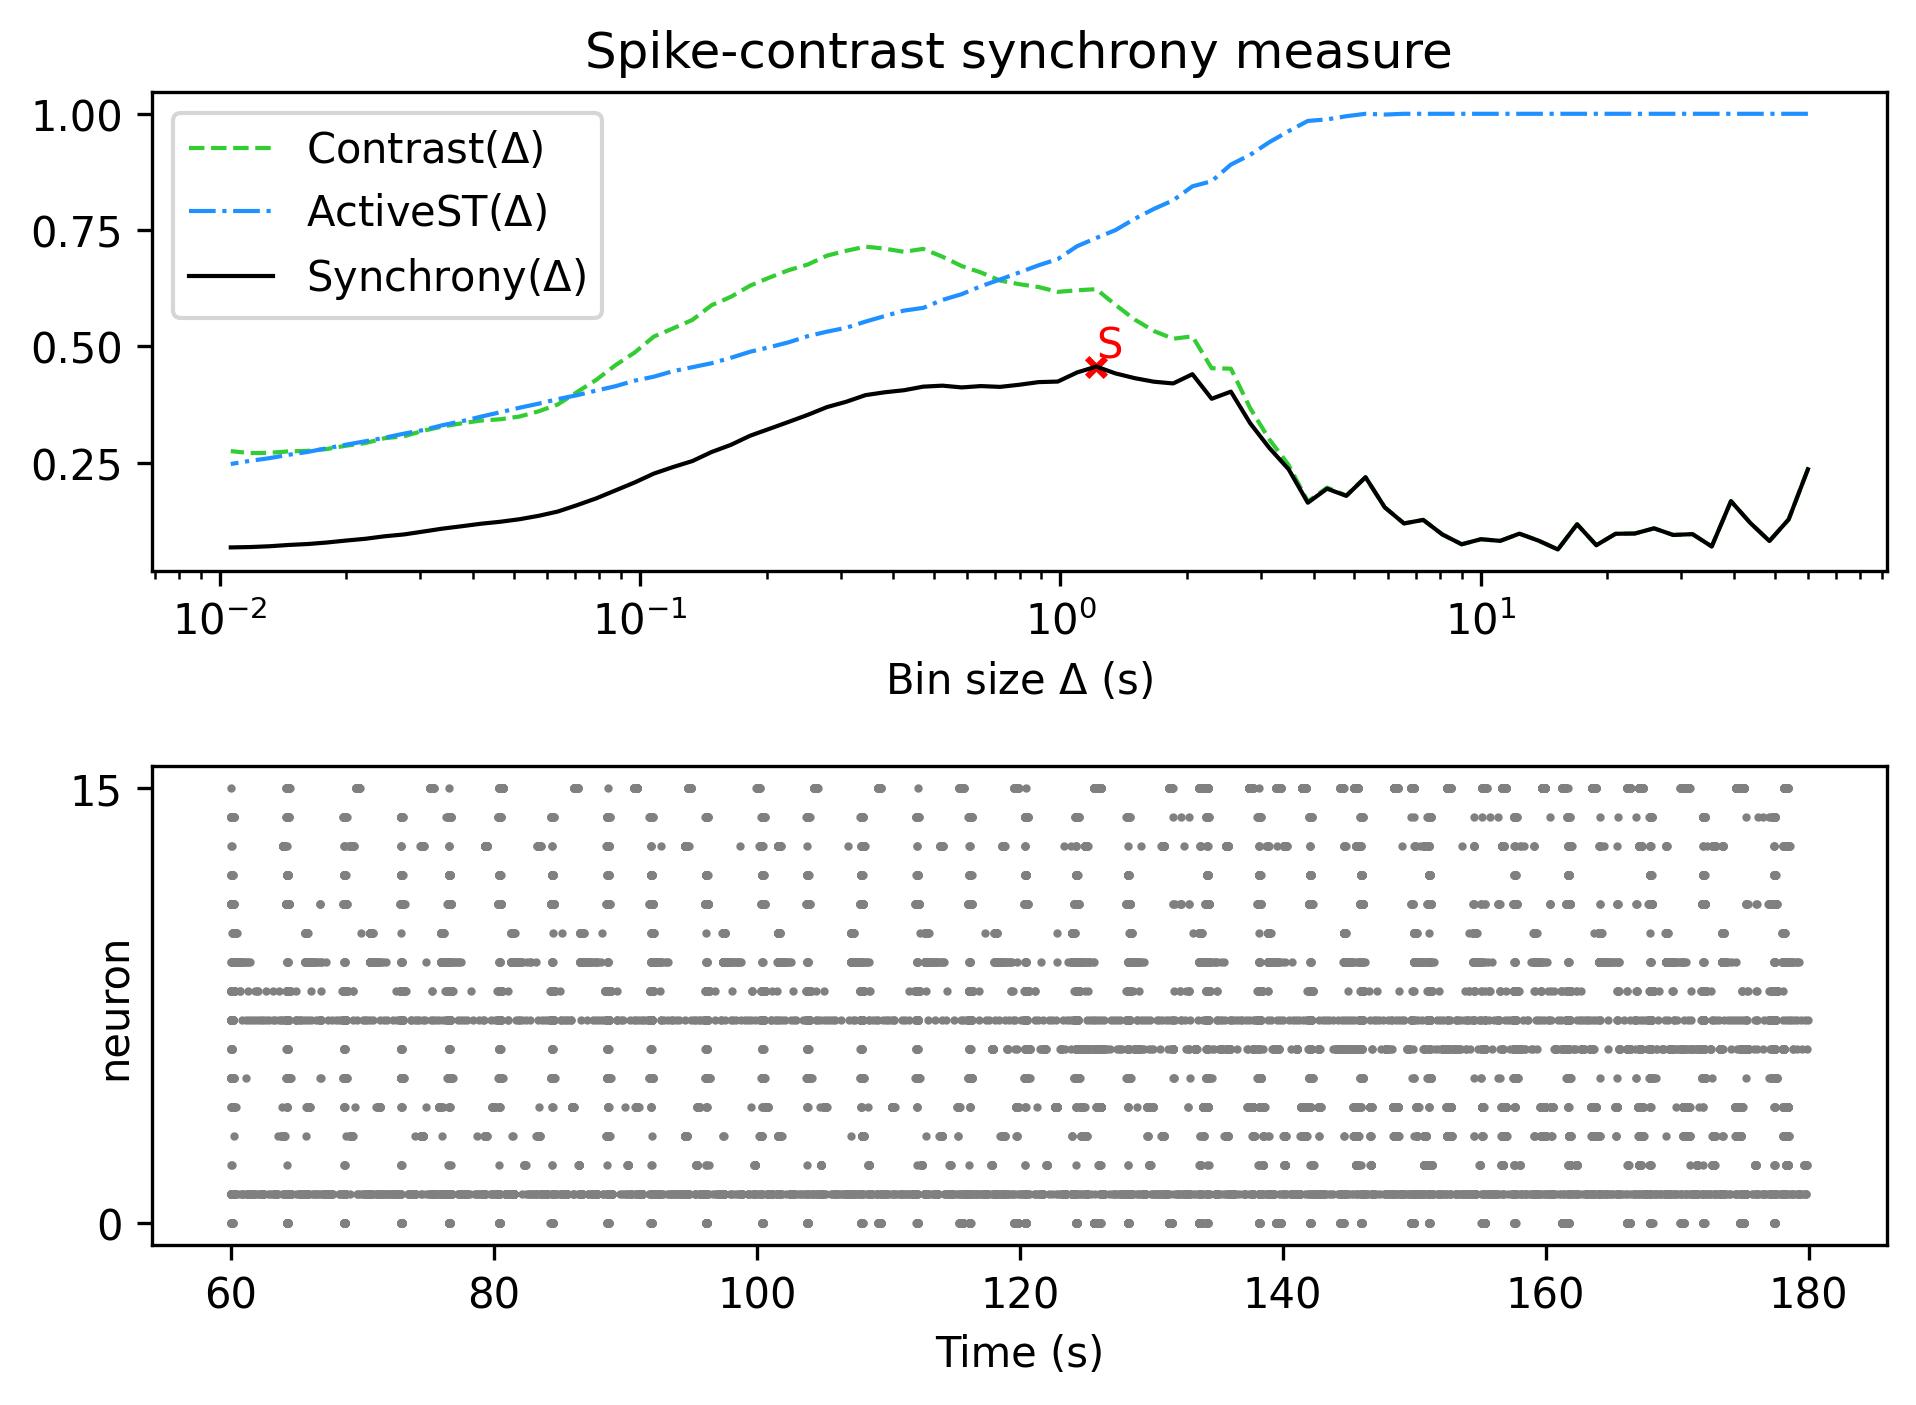 Spike-contrast synchrony measure
1.00
0.75
0.50
0.25
Contrast(Δ)
ActiveST(Δ)
Synchrony(Δ)
S
10⁻² 10⁻¹ 10⁰ 10¹
Bin size Δ (s)
15
0
neuron
60 80 100 120 140 160 180
Time (s)